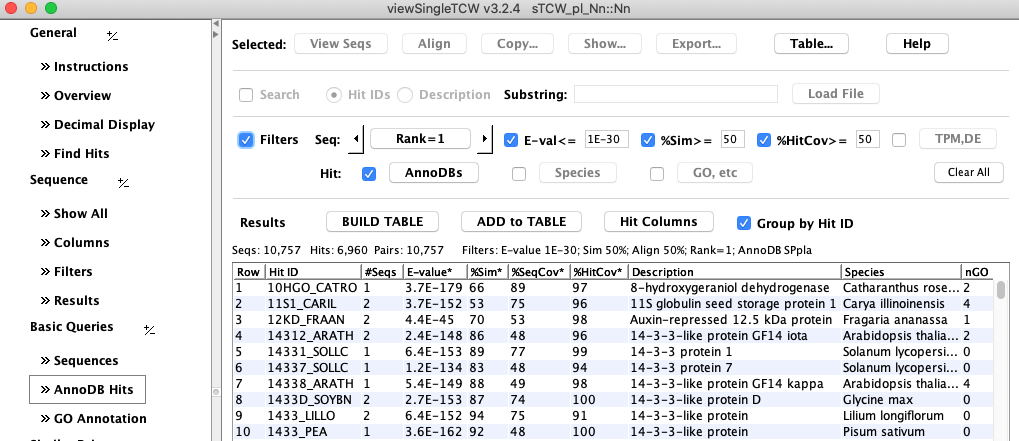 viewSingleTCW v3.2.4 sTCW_pl_Nn::Nn
General +/-
>> Instructions
>> Overview
>> Decimal Display
>> Find Hits
Sequence +/-
>> Show All
>> Columns
>> Filters
>> Results
Basic Queries +/-
>> Sequences
>> AnnoDB Hits
>> GO Annotation
Selected: View Seqs Align Copy... Show... Export... Table... Help
Search Hit IDs Description Substring: Load File
Filters Seq: Rank=1 E-val<= 1E-30 %Sim>= 50 %HitCov>= 50 TPM,DE
Hit: AnnoDBs Species GO, etc Clear All
Results BUILD TABLE ADD to TABLE Hit Columns Group by Hit ID
Seqs: 10,757 Hits: 6,960 Pairs: 10,757 Filters: E-value 1E-30; Sim 50%; Align 50%; Rank=1; AnnoDB SPpla
Row Hit ID #Seqs E-value* %Sim* %SeqCov* %HitCov* Description Species nGO
1 10HGO_CATRO 1 3.7E-179 66 89 97 8-hydroxygeraniol dehydrogenase Catharanthus rose... 2
2 11S1_CARIL 2 3.7E-152 53 75 96 11S globulin seed storage protein 1 Carya illinoinensis 4
3 12KD_FRAAN 2 4.4E-45 70 53 98 Auxin-repressed 12.5 kDa protein Fragaria ananassa 1
4 14312_ARATH 2 2.4E-148 86 48 96 14-3-3-like protein GF14 iota Arabidopsis thalia... 2
5 14331_SOLLC 1 6.4E-153 89 77 99 14-3-3 protein 1 Solanum lycopersi... 0
6 14337_SOLLC 1 1.2E-134 83 48 94 14-3-3 protein 7 Solanum lycopersi... 0
7 14338_ARATH 1 5.4E-149 88 49 98 14-3-3-like protein GF14 kappa Arabidopsis thalia... 4
8 1433D_SOYBN 2 2.7E-153 87 74 100 14-3-3-like protein D Glycine max 0
9 1433_LILLO 2 6.4E-152 94 75 91 14-3-3-like protein Lilium longiflorum 0
10 1433_PEA 1 3.6E-162 92 48 100 14-3-3-like protein Pisum sativum 0